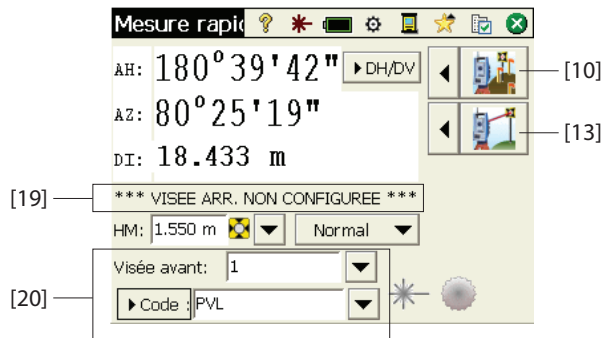 Mesure rapid
AH: 180°39'42" DH/DV
[10]
AZ: 80°25'19"
[13]
DI: 18.433 m
[19]
*** VISEE ARR. NON CONFIGUREE ***
HM: 1.550 m Normal
Visée avant: 1
[20]
Code : PVL